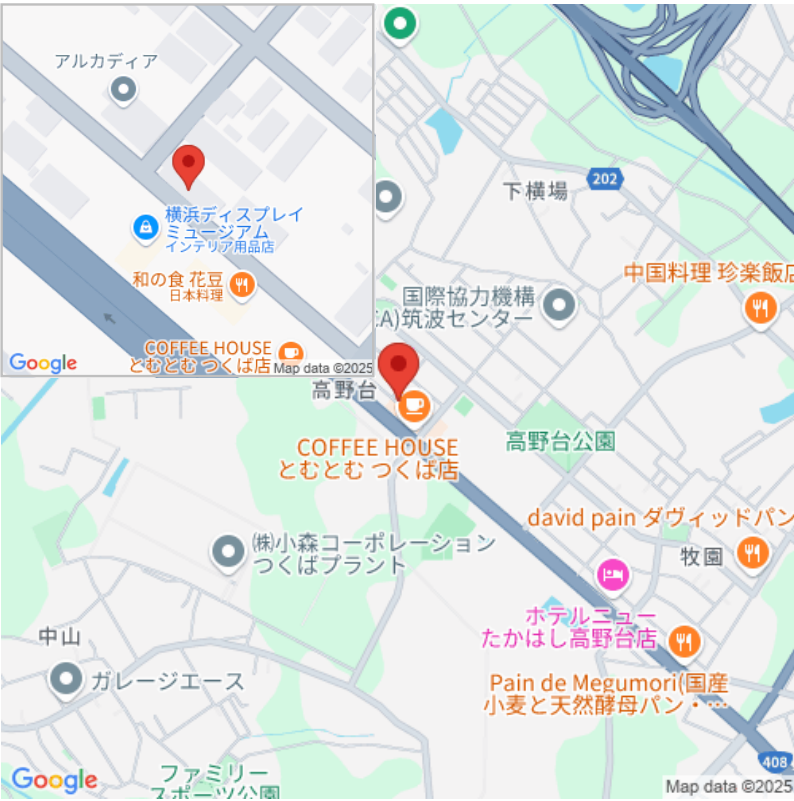 アルカディア
横浜ディスプレイ
ミュージアム
インテリア用品店
和の食 花豆
日本料理
COFFEE HOUSE
とむとむ つくば店
Google
Map data ©2025
202
下横場
中国料理 珍楽飯店
国際協力機構
CA)筑波センター
高野台
COFFEE HOUSE
とむとむ つくば店
高野台公園
david pain ダヴィッドパン
牧園
㈱小森コーポレーション
つくばプラント
ホテルニュー
たかはし高野台店
中山
ガレージエース
Pain de Megumori(国産
小麦と天然酵母パン・…
408
ファミリー
スポーツ公園
Google
Map data ©2025